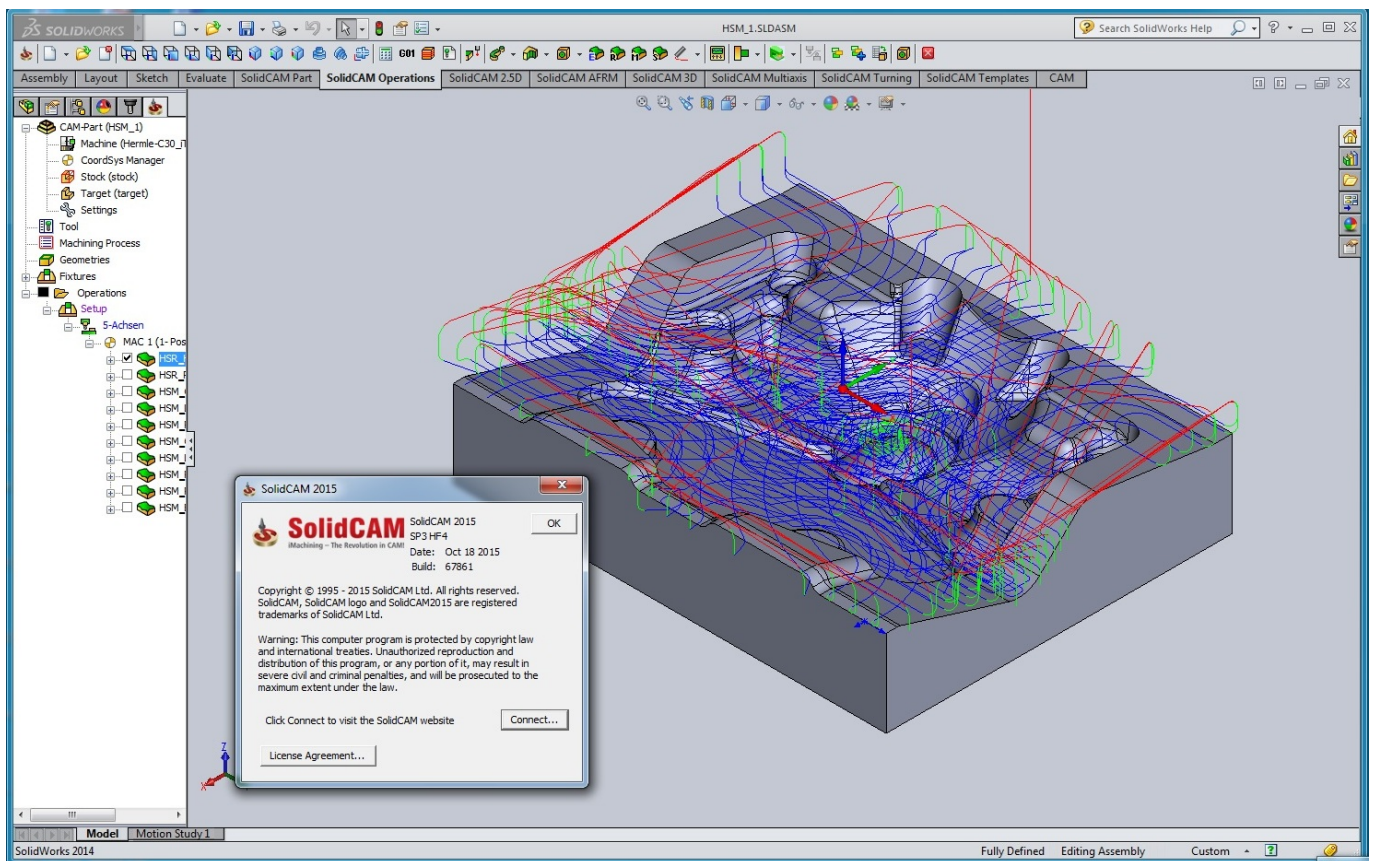 SOLIDWORKS
HSM_1.SLDASM
Search SolidWorks Help
G01
Assembly Layout Sketch Evaluate SolidCAM Part SolidCAM Operations SolidCAM 2.5D SolidCAM AFRM SolidCAM 3D SolidCAM Multiaxis SolidCAM Turning SolidCAM Templates CAM
CAM-Part (HSM_1)
Machine (Hermle-C30_iT
CoordSys Manager
Stock (stock)
Target (target)
Settings
Tool
Machining Process
Geometries
Fixtures
Operations
Setup
5-Achsen
MAC 1 (1- Pos
HSR_
HSR_
HSM_
HSM_
HSM_
HSM_
HSM_
HSM_
HSM_
HSM_
SolidCAM 2015
SolidCAM
iMachining – The Revolution in CAM!
SolidCAM 2015
SP3 HF4
Date: Oct 18 2015
Build: 67861
OK
Copyright © 1995 - 2015 SolidCAM Ltd. All rights reserved.
SolidCAM, SolidCAM logo and SolidCAM2015 are registered
trademarks of SolidCAM Ltd.
Warning: This computer program is protected by copyright law
and international treaties. Unauthorized reproduction and
distribution of this program, or any portion of it, may result in
severe civil and criminal penalties, and will be prosecuted to the
maximum extent under the law.
Click Connect to visit the SolidCAM website
Connect...
License Agreement...
Z
X
Model Motion Study 1
SolidWorks 2014
Fully Defined Editing Assembly Custom